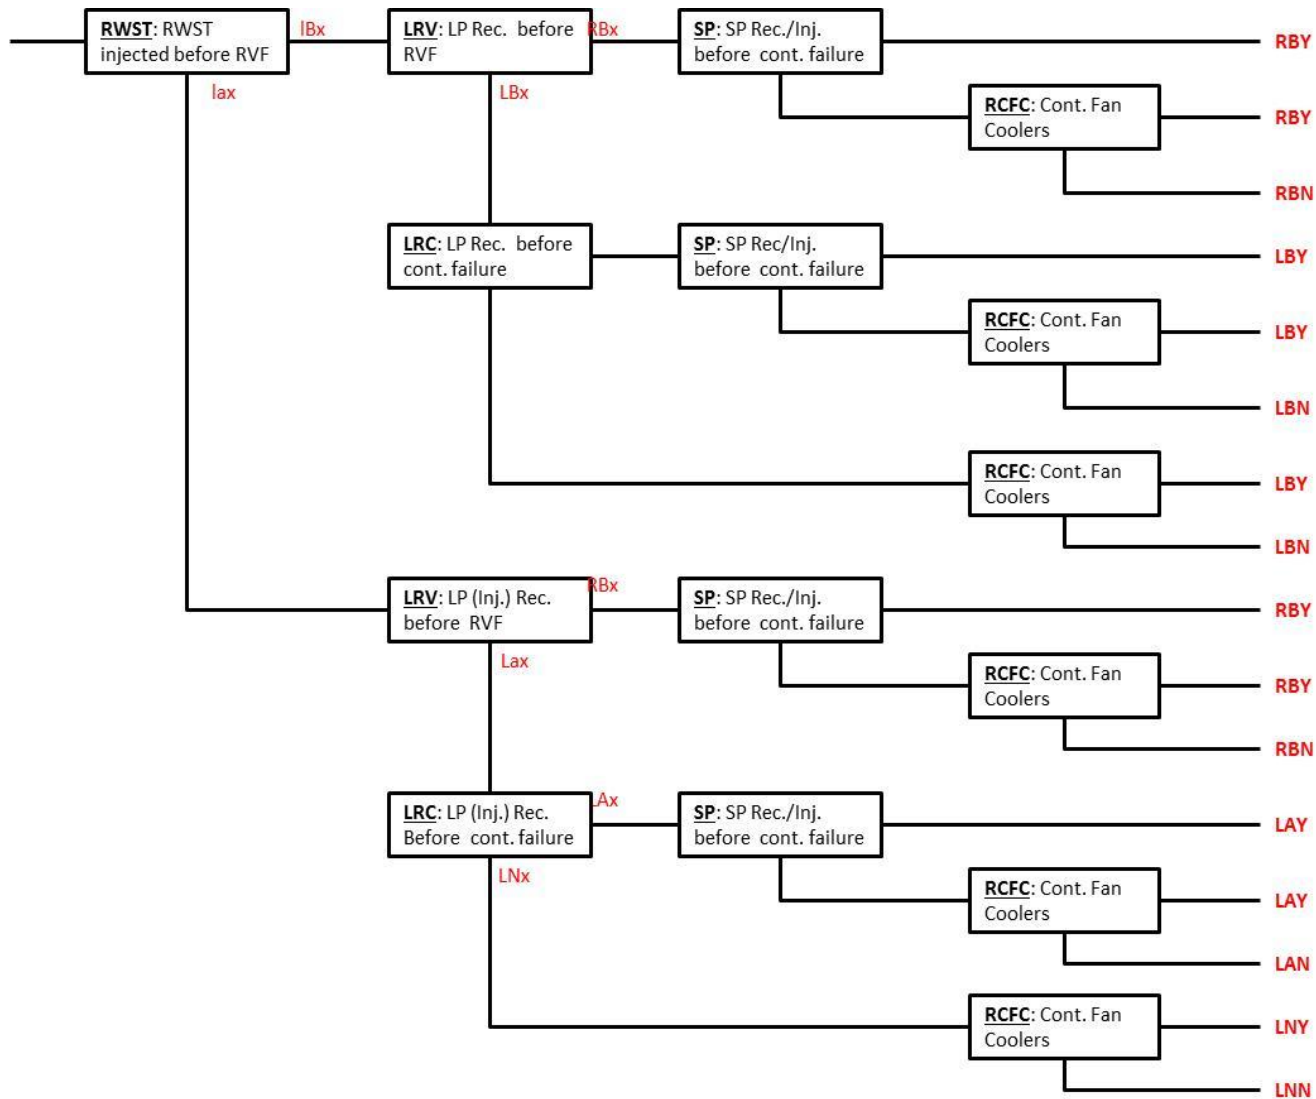 RWST: RWST
injected before RVF
IBx
Iax
LRV: LP Rec. before
RVF
RBx
LBx
SP: SP Rec./Inj.
before cont. failure
RBY
RCFC: Cont. Fan
Coolers
RBY
RBN
LRC: LP Rec. before
cont. failure
SP: SP Rec/Inj.
before cont. failure
LBY
RCFC: Cont. Fan
Coolers
LBY
LBN
RCFC: Cont. Fan
Coolers
LBY
LBN
LRV: LP (Inj.) Rec.
before RVF
RBx
Lax
SP: SP Rec./Inj.
before cont. failure
RBY
RCFC: Cont. Fan
Coolers
RBY
RBN
LRC: LP (Inj.) Rec.
Before cont. failure
LAx
LNx
SP: SP Rec./Inj.
before cont. failure
LAY
RCFC: Cont. Fan
Coolers
LAY
LAN
RCFC: Cont. Fan
Coolers
LNY
LNN